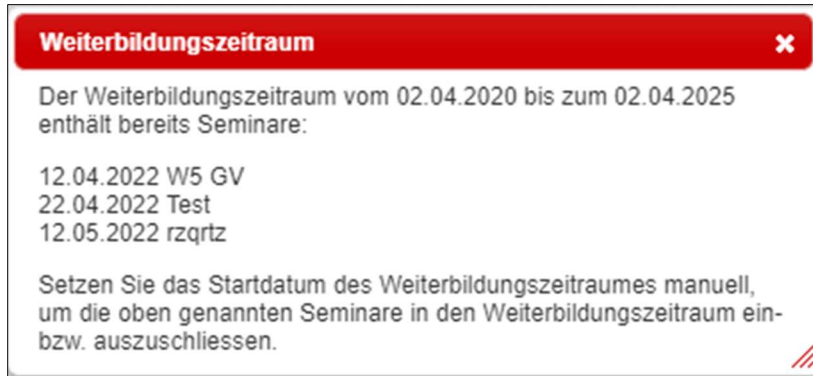 Weiterbildungszeitraum
Der Weiterbildungszeitraum vom 02.04.2020 bis zum 02.04.2025
enthält bereits Seminare:
12.04.2022 W5 GV
22.04.2022 Test
12.05.2022 rzqrtz
Setzen Sie das Startdatum des Weiterbildungszeitraumes manuell,
um die oben genannten Seminare in den Weiterbildungszeitraum ein-
bzw. auszuschliessen.